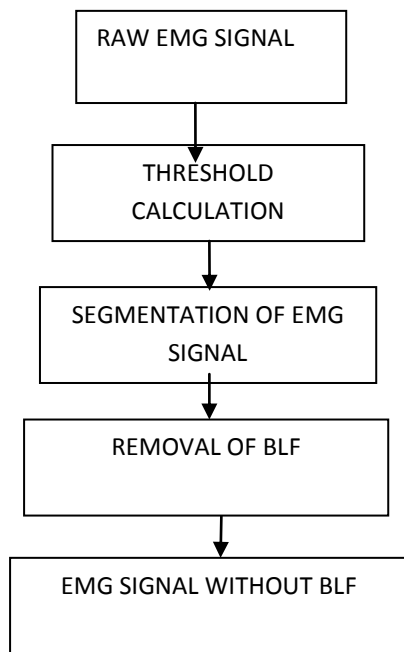 RAW EMG SIGNAL
THRESHOLD
CALCULATION
SEGMENTATION OF EMG
SIGNAL
REMOVAL OF BLF
EMG SIGNAL WITHOUT BLF